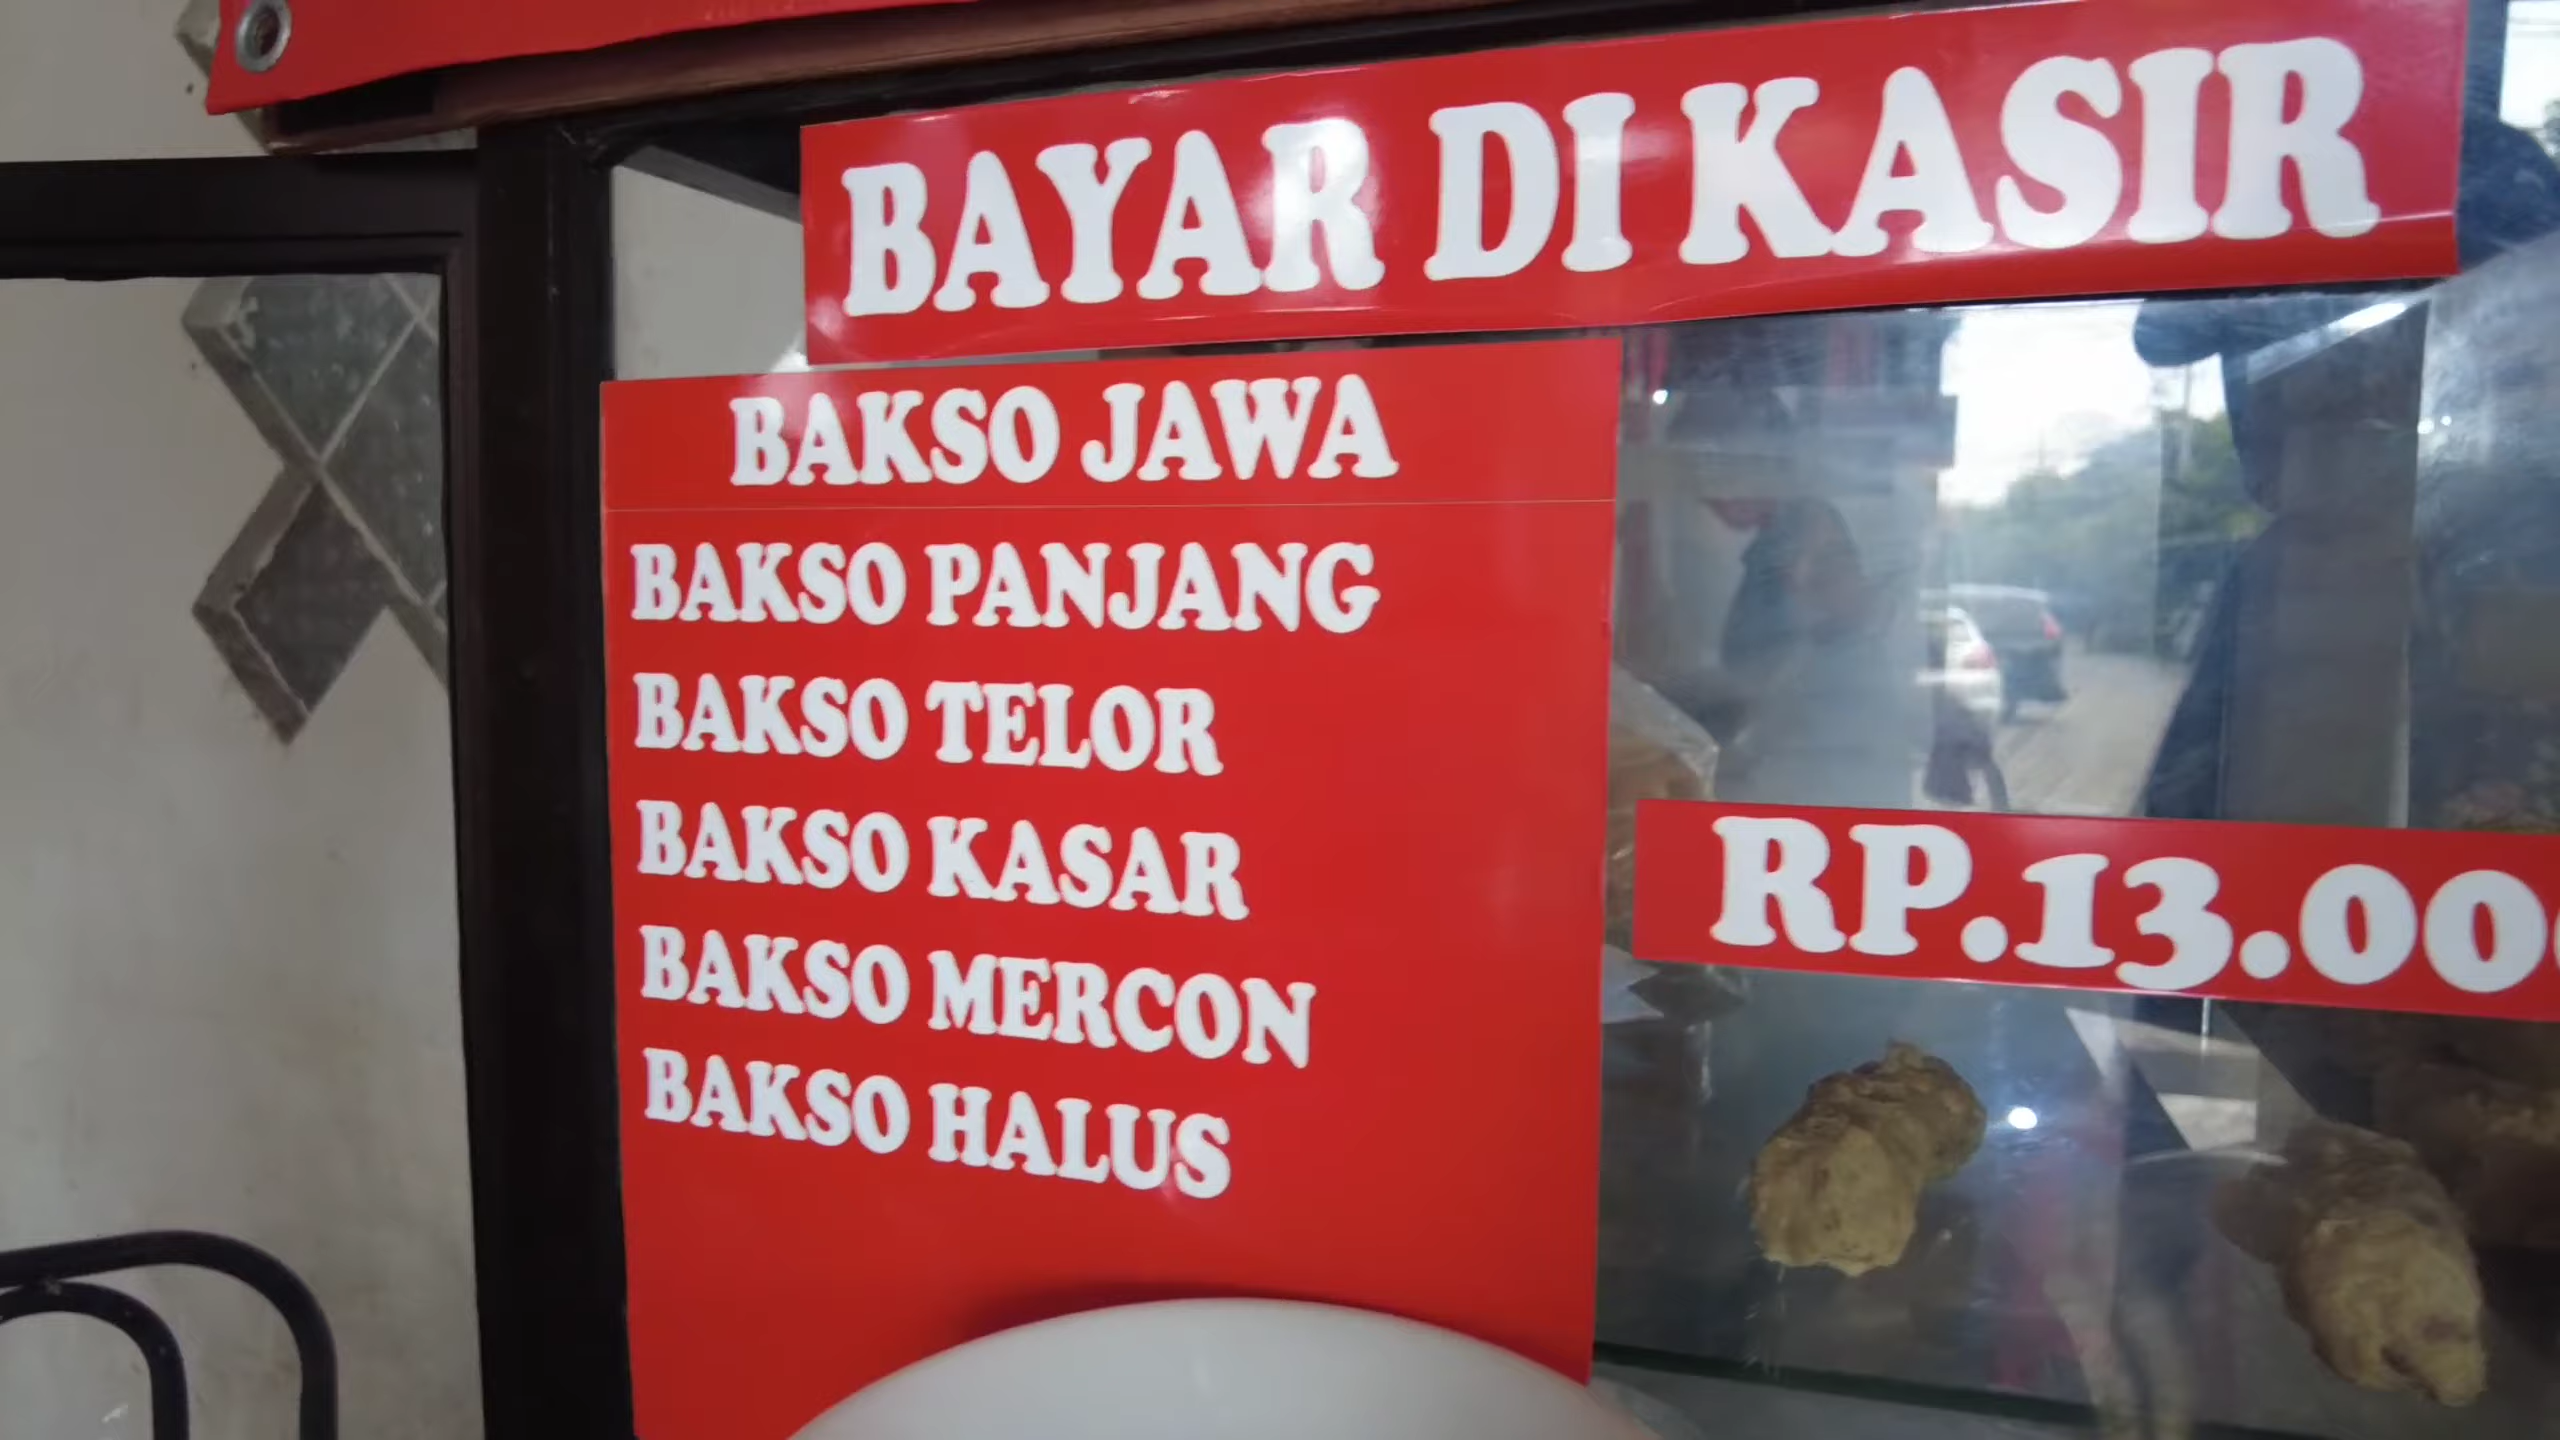 BAYAR DI KASIR
BAKSO JAWA
BAKSO PANJANG
BAKSO TELOR
BAKSO KASAR
BAKSO MERCON
BAKSO HALUS
RP.13.00